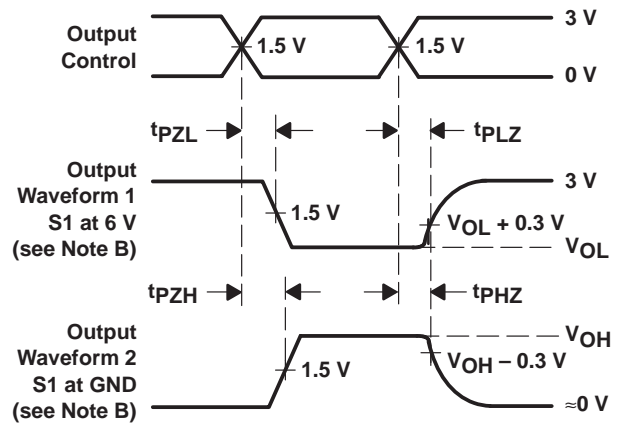 3 V
Output
Control
1.5 V
1.5 V
0 V
tPZL
tPLZ
Output
Waveform 1
S1 at 6 V
(see Note B)
3 V
1.5 V
VOL + 0.3 V
VOL
tPZH
tPHZ
Output
Waveform 2
S1 at GND
(see Note B)
VOH
1.5 V
VOH – 0.3 V
≈0 V